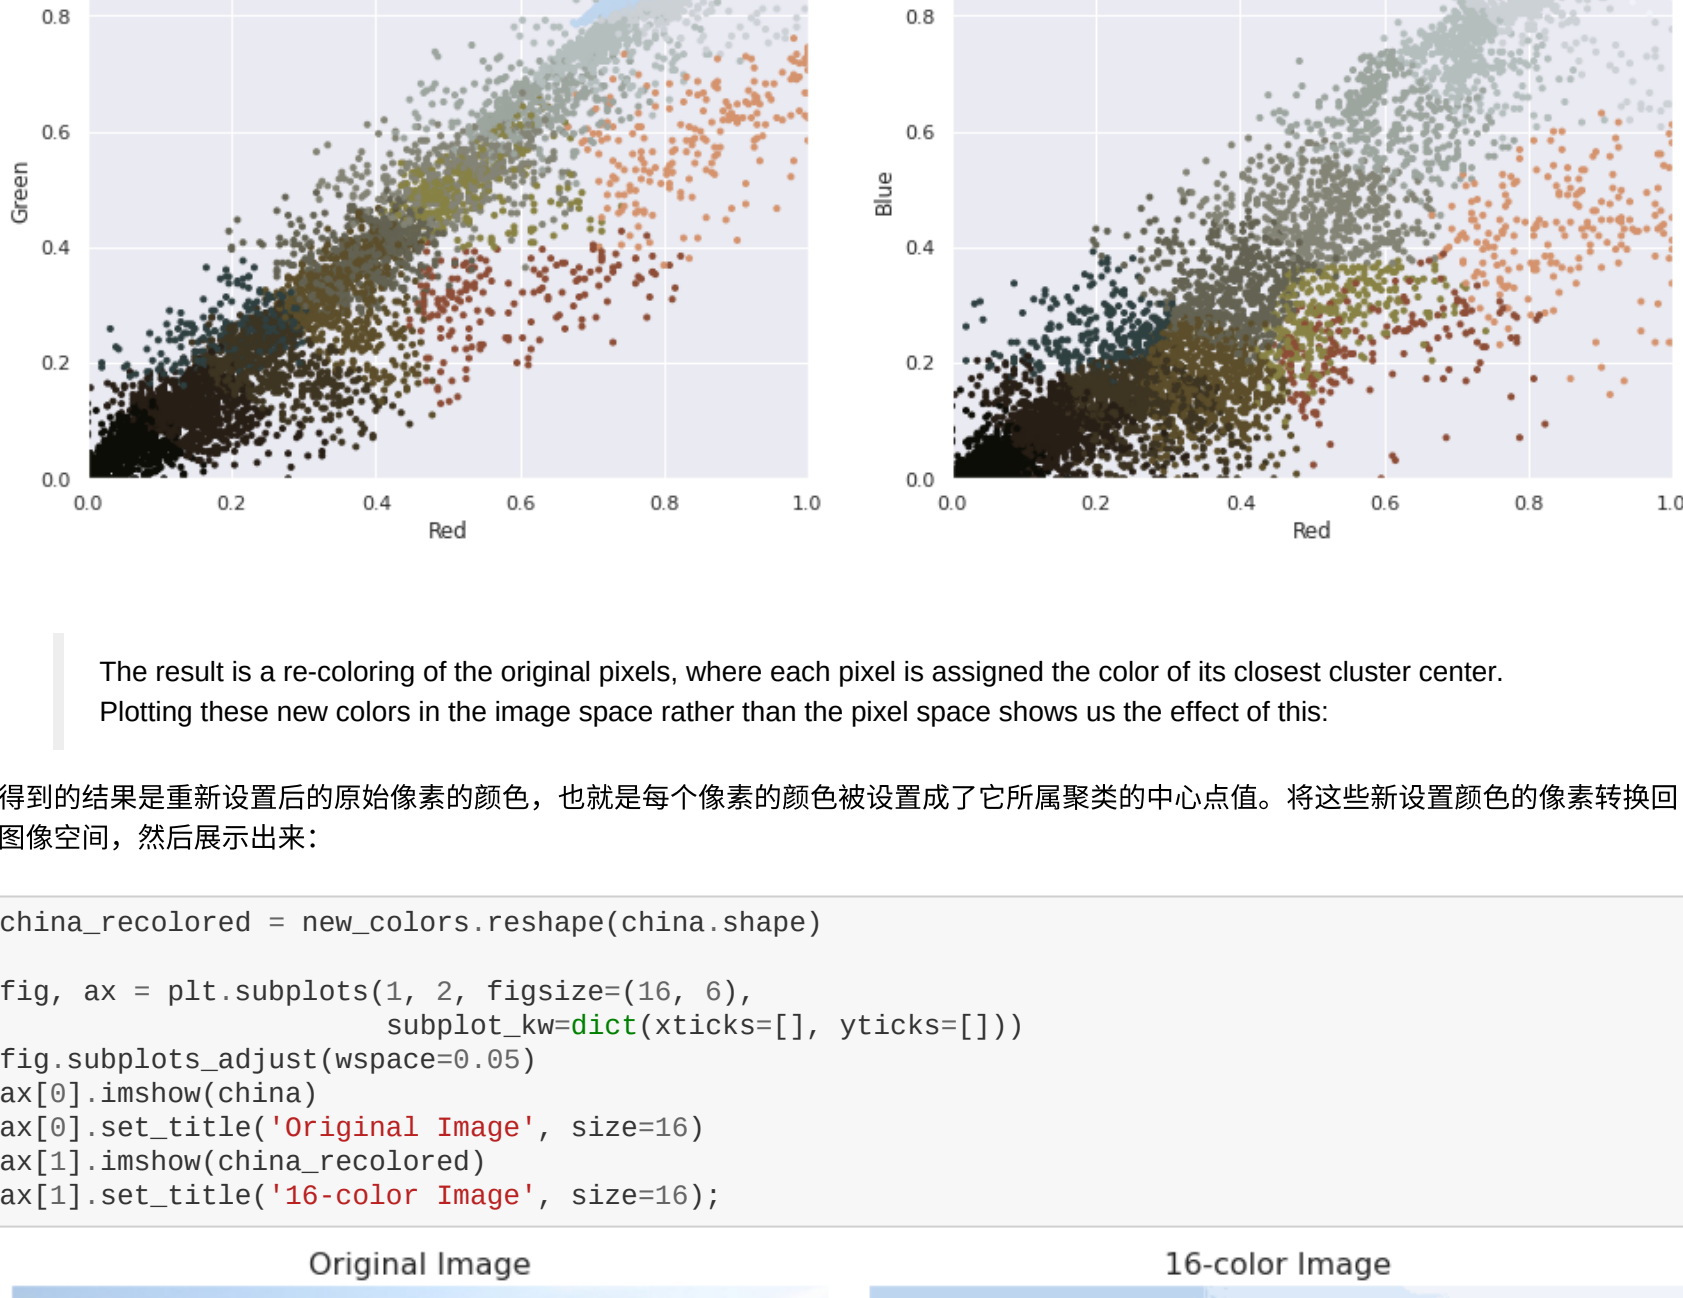 0.8
0.6
0.4
0.2
0.0
Green
0.0 0.2 0.4 0.6 0.8 1.0
Red
0.8
0.6
0.4
0.2
0.0
Blue
0.0 0.2 0.4 0.6 0.8 1.0
Red
The result is a re-coloring of the original pixels, where each pixel is assigned the color of its closest cluster center.
Plotting these new colors in the image space rather than the pixel space shows us the effect of this:
得到的结果是重新设置后的原始像素的颜色，也就是每个像素的颜色被设置成了它所属聚类的中心点值。将这些新设置颜色的像素转换回
图像空间，然后展示出来：
china_recolored = new_colors.reshape(china.shape)
fig, ax = plt.subplots(1, 2, figsize=(16, 6),
                       subplot_kw=dict(xticks=[], yticks=[]))
fig.subplots_adjust(wspace=0.05)
ax[0].imshow(china)
ax[0].set_title('Original Image', size=16)
ax[1].imshow(china_recolored)
ax[1].set_title('16-color Image', size=16);
Original Image
16-color Image